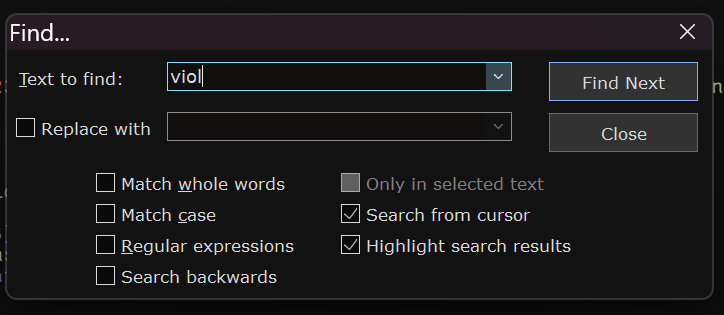 Find...
Text to find: viol Find Next
Replace with Close
Match whole words Only in selected text
Match case Search from cursor
Regular expressions Highlight search results
Search backwards